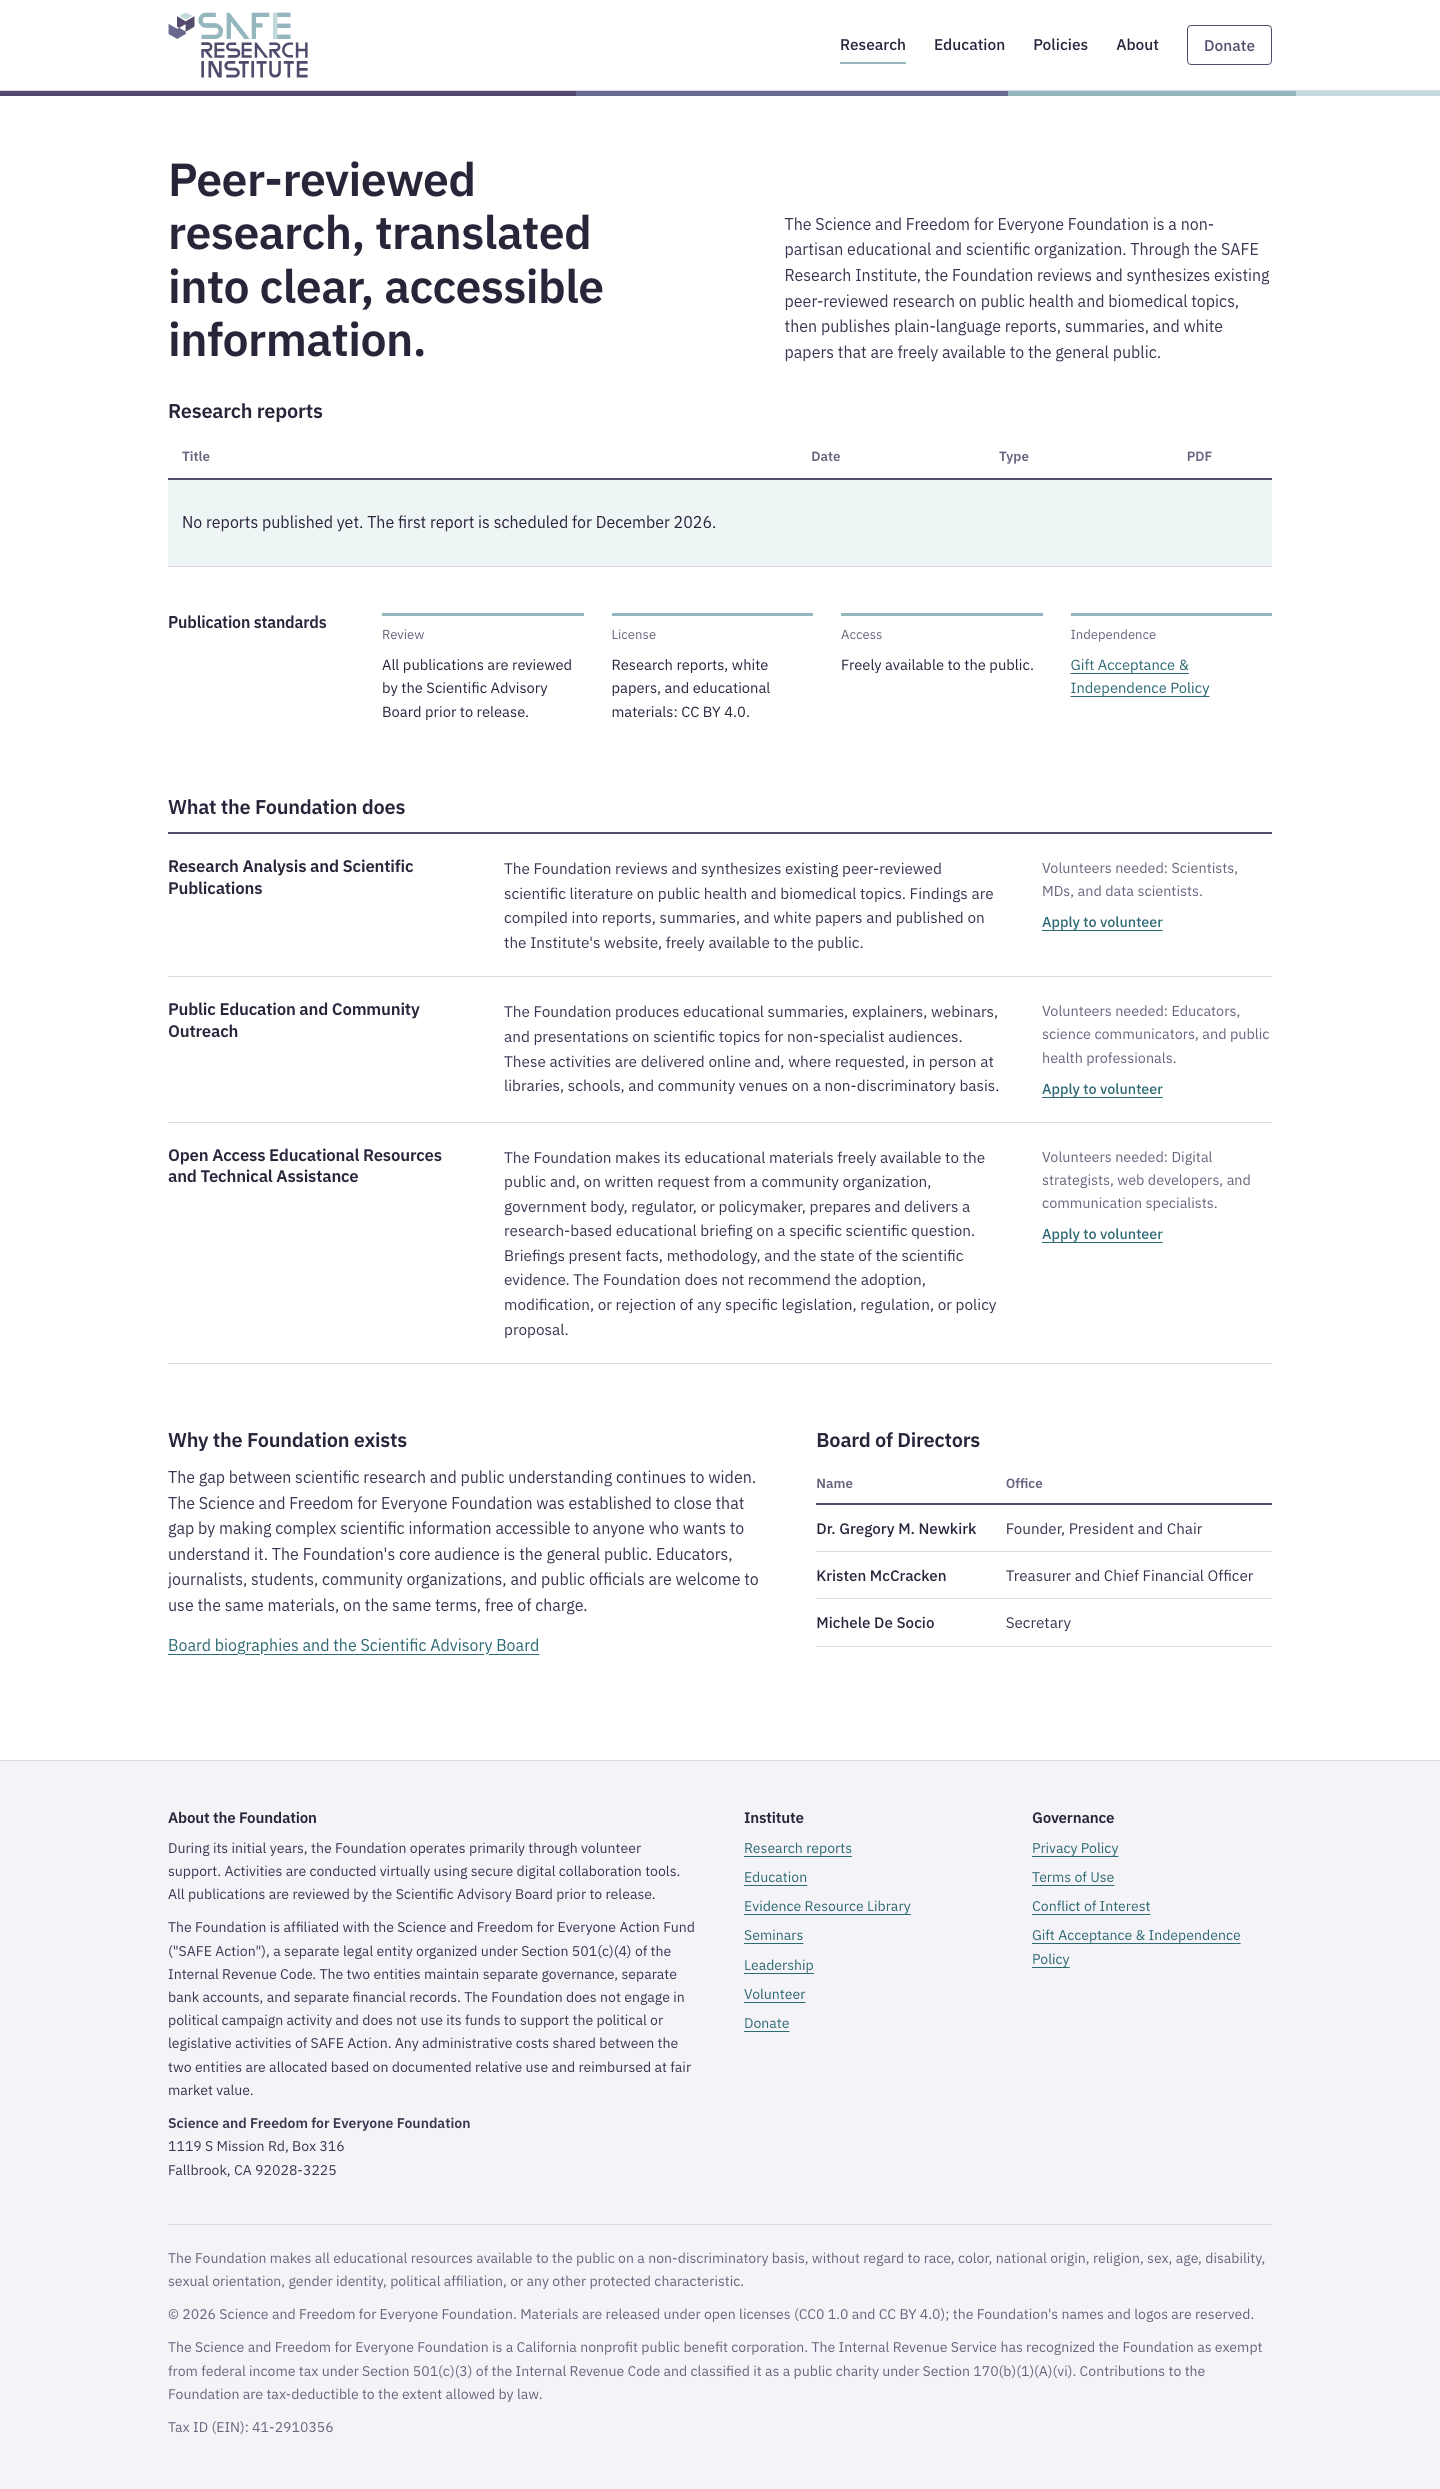 SAFE
RESEARCH
INSTITUTE
Research
Education
Policies
About
Donate
Peer-reviewed
research, translated
into clear, accessible
information.
The Science and Freedom for Everyone Foundation is a non-
partisan educational and scientific organization. Through the SAFE
Research Institute, the Foundation reviews and synthesizes existing
peer-reviewed research on public health and biomedical topics,
then publishes plain-language reports, summaries, and white
papers that are freely available to the general public.
Research reports
Title Date Type PDF
No reports published yet. The first report is scheduled for December 2026.
Publication standards
Review
All publications are reviewed
by the Scientific Advisory
Board prior to release.
License
Research reports, white
papers, and educational
materials: CC BY 4.0.
Access
Freely available to the public.
Independence
Gift Acceptance &
Independence Policy
What the Foundation does
Research Analysis and Scientific
Publications
The Foundation reviews and synthesizes existing peer-reviewed
scientific literature on public health and biomedical topics. Findings are
compiled into reports, summaries, and white papers and published on
the Institute's website, freely available to the public.
Volunteers needed: Scientists,
MDs, and data scientists.
Apply to volunteer
Public Education and Community
Outreach
The Foundation produces educational summaries, explainers, webinars,
and presentations on scientific topics for non-specialist audiences.
These activities are delivered online and, where requested, in person at
libraries, schools, and community venues on a non-discriminatory basis.
Volunteers needed: Educators,
science communicators, and public
health professionals.
Apply to volunteer
Open Access Educational Resources
and Technical Assistance
The Foundation makes its educational materials freely available to the
public and, on written request from a community organization,
government body, regulator, or policymaker, prepares and delivers a
research-based educational briefing on a specific scientific question.
Briefings present facts, methodology, and the state of the scientific
evidence. The Foundation does not recommend the adoption,
modification, or rejection of any specific legislation, regulation, or policy
proposal.
Volunteers needed: Digital
strategists, web developers, and
communication specialists.
Apply to volunteer
Why the Foundation exists
The gap between scientific research and public understanding continues to widen.
The Science and Freedom for Everyone Foundation was established to close that
gap by making complex scientific information accessible to anyone who wants to
understand it. The Foundation's core audience is the general public. Educators,
journalists, students, community organizations, and public officials are welcome to
use the same materials, on the same terms, free of charge.
Board biographies and the Scientific Advisory Board
Board of Directors
Name Office
Dr. Gregory M. Newkirk Founder, President and Chair
Kristen McCracken Treasurer and Chief Financial Officer
Michele De Socio Secretary
About the Foundation
During its initial years, the Foundation operates primarily through volunteer
support. Activities are conducted virtually using secure digital collaboration tools.
All publications are reviewed by the Scientific Advisory Board prior to release.
The Foundation is affiliated with the Science and Freedom for Everyone Action Fund
("SAFE Action"), a separate legal entity organized under Section 501(c)(4) of the
Internal Revenue Code. The two entities maintain separate governance, separate
bank accounts, and separate financial records. The Foundation does not engage in
political campaign activity and does not use its funds to support the political or
legislative activities of SAFE Action. Any administrative costs shared between the
two entities are allocated based on documented relative use and reimbursed at fair
market value.
Science and Freedom for Everyone Foundation
1119 S Mission Rd, Box 316
Fallbrook, CA 92028-3225
Institute
Research reports
Education
Evidence Resource Library
Seminars
Leadership
Volunteer
Donate
Governance
Privacy Policy
Terms of Use
Conflict of Interest
Gift Acceptance & Independence
Policy
The Foundation makes all educational resources available to the public on a non-discriminatory basis, without regard to race, color, national origin, religion, sex, age, disability,
sexual orientation, gender identity, political affiliation, or any other protected characteristic.
© 2026 Science and Freedom for Everyone Foundation. Materials are released under open licenses (CC0 1.0 and CC BY 4.0); the Foundation's names and logos are reserved.
The Science and Freedom for Everyone Foundation is a California nonprofit public benefit corporation. The Internal Revenue Service has recognized the Foundation as exempt
from federal income tax under Section 501(c)(3) of the Internal Revenue Code and classified it as a public charity under Section 170(b)(1)(A)(vi). Contributions to the
Foundation are tax-deductible to the extent allowed by law.
Tax ID (EIN): 41-2910356